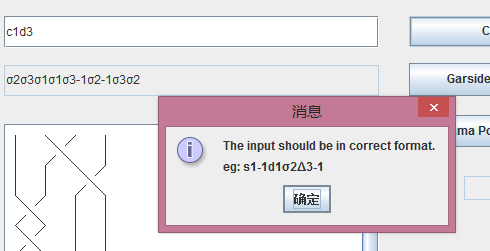 c1d3
C
σ2σ3σ1σ1σ3-1σ2-1σ3σ2
Garside
消息
The input should be in correct format.
eg: s1-1d1σ2Δ3-1
ma Po
确定